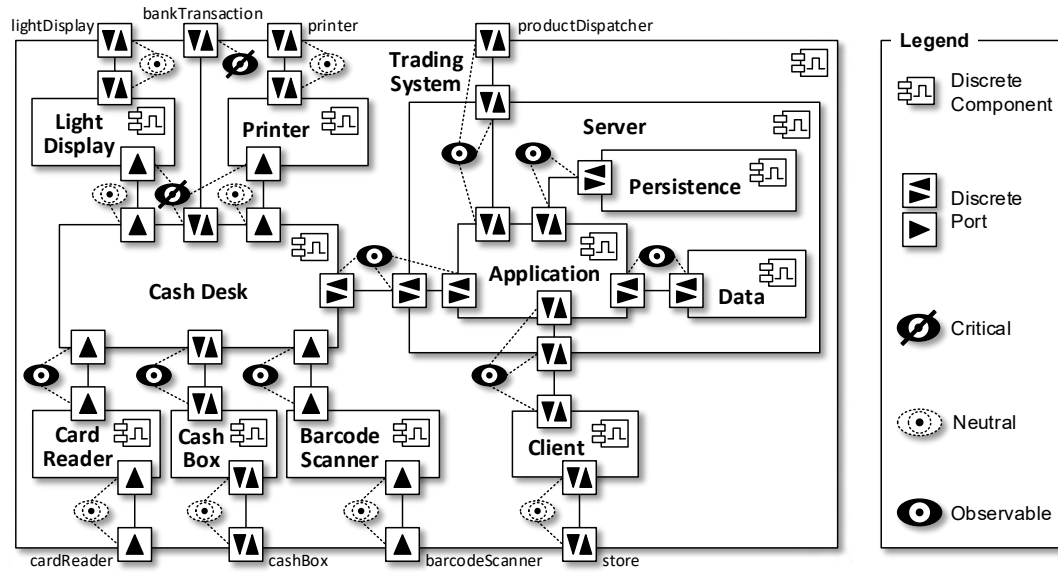 lightDisplay
bankTransaction
printer
productDispatcher
Trading
System
Light
Display
Printer
Server
Persistence
Cash Desk
Application
Data
Card
Reader
Cash
Box
Barcode
Scanner
Client
cardReader
cashBox
barcodeScanner
store
Legend
Discrete
Component
Discrete
Port
Critical
Neutral
Observable